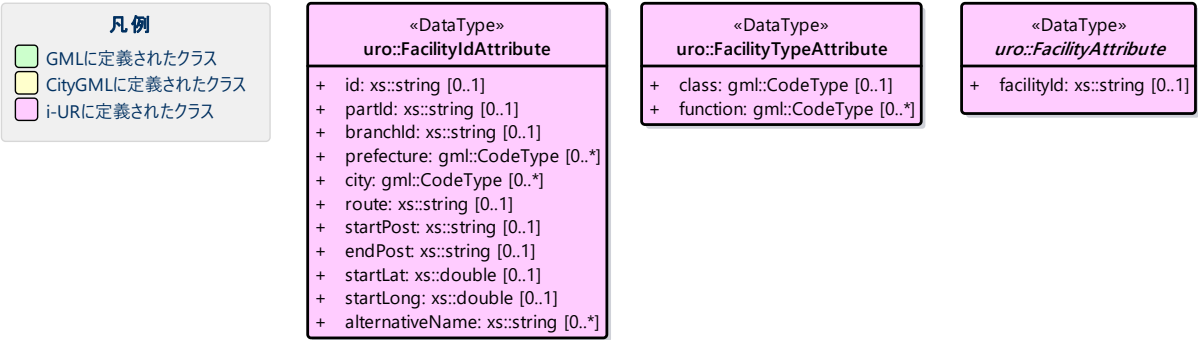 凡例
GMLに定義されたクラス
CityGMLに定義されたクラス
i-URに定義されたクラス
«DataType»
uro::FacilityIdAttribute
+ id: xs::string [0..1]
+ partId: xs::string [0..1]
+ branchId: xs::string [0..1]
+ prefecture: gml::CodeType [0..*]
+ city: gml::CodeType [0..*]
+ route: xs::string [0..1]
+ startPost: xs::string [0..1]
+ endPost: xs::string [0..1]
+ startLat: xs::double [0..1]
+ startLong: xs::double [0..1]
+ alternativeName: xs::string [0..*]
«DataType»
uro::FacilityTypeAttribute
+ class: gml::CodeType [0..1]
+ function: gml::CodeType [0..*]
«DataType»
uro::FacilityAttribute
+ facilityId: xs::string [0..1]